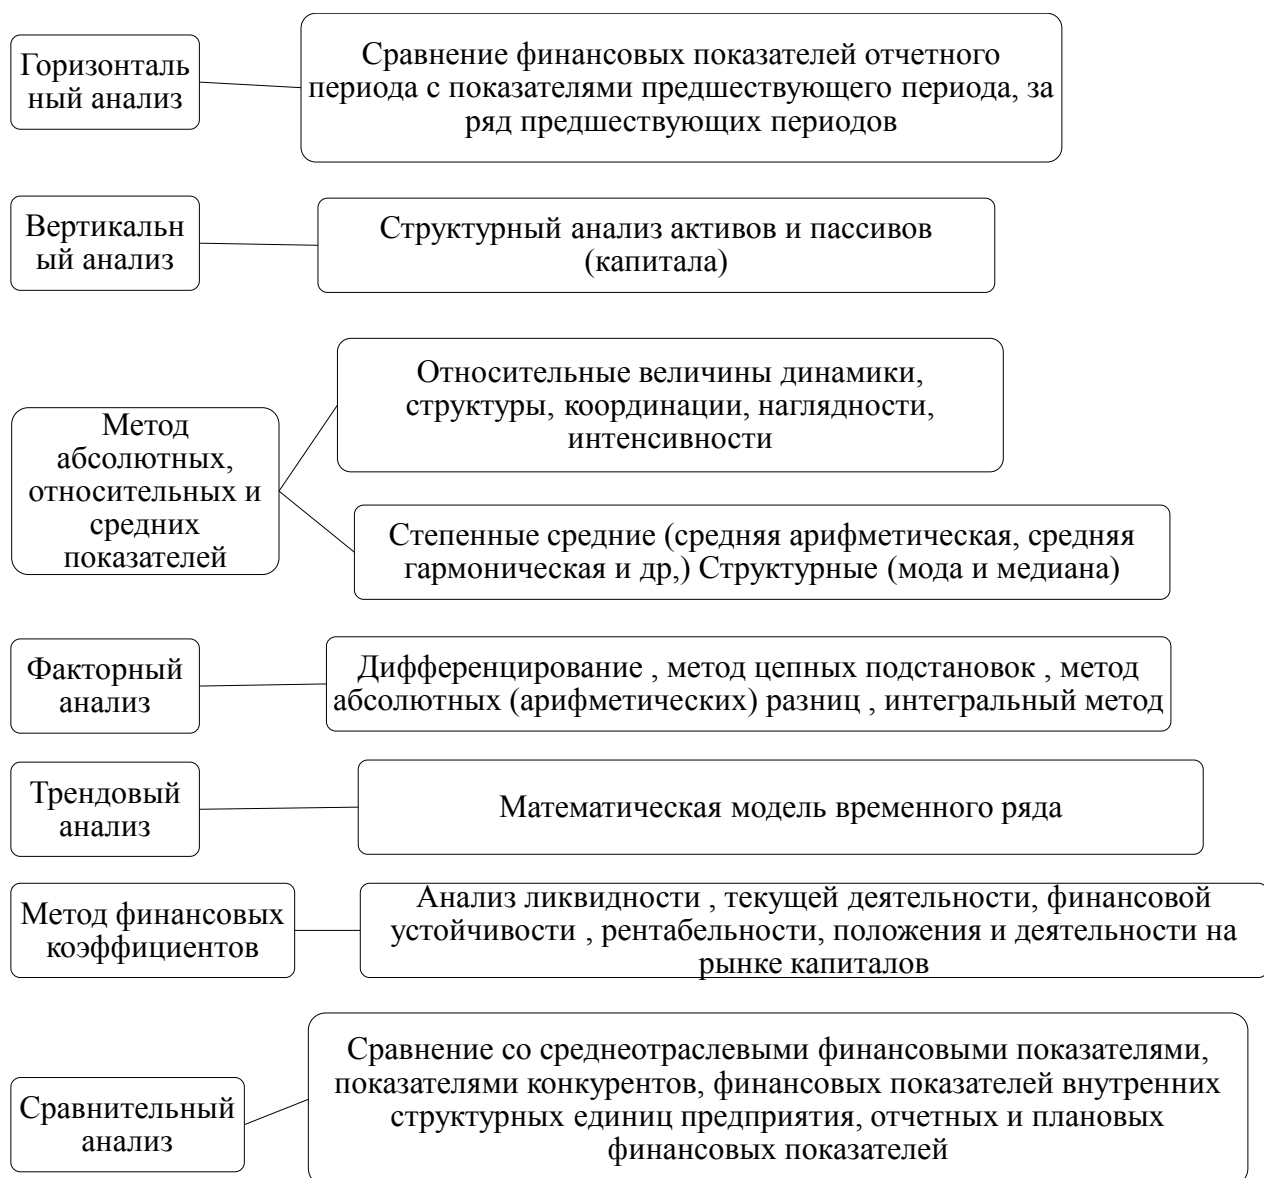 Горизонталь
ный анализ
Сравнение финансовых показателей отчетного
периода с показателями предшествующего периода, за
ряд предшествующих периодов
Вертикальн
ый анализ
Структурный анализ активов и пассивов
(капитала)
Метод
абсолютных,
относительных и
средних
показателей
Относительные величины динамики,
структуры, координации, наглядности,
интенсивности
Степенные средние (средняя арифметическая, средняя
гармоническая и др,) Структурные (мода и медиана)
Факторный
анализ
Дифференцирование , метод цепных подстановок , метод
абсолютных (арифметических) разниц , интегральный метод
Трендовый
анализ
Математическая модель временного ряда
Метод финансовых
коэффициентов
Анализ ликвидности , текущей деятельности, финансовой
устойчивости , рентабельности, положения и деятельности на
рынке капиталов
Сравнительный
анализ
Сравнение со среднеотраслевыми финансовыми показателями,
показателями конкурентов, финансовых показателей внутренних
структурных единиц предприятия, отчетных и плановых
финансовых показателей